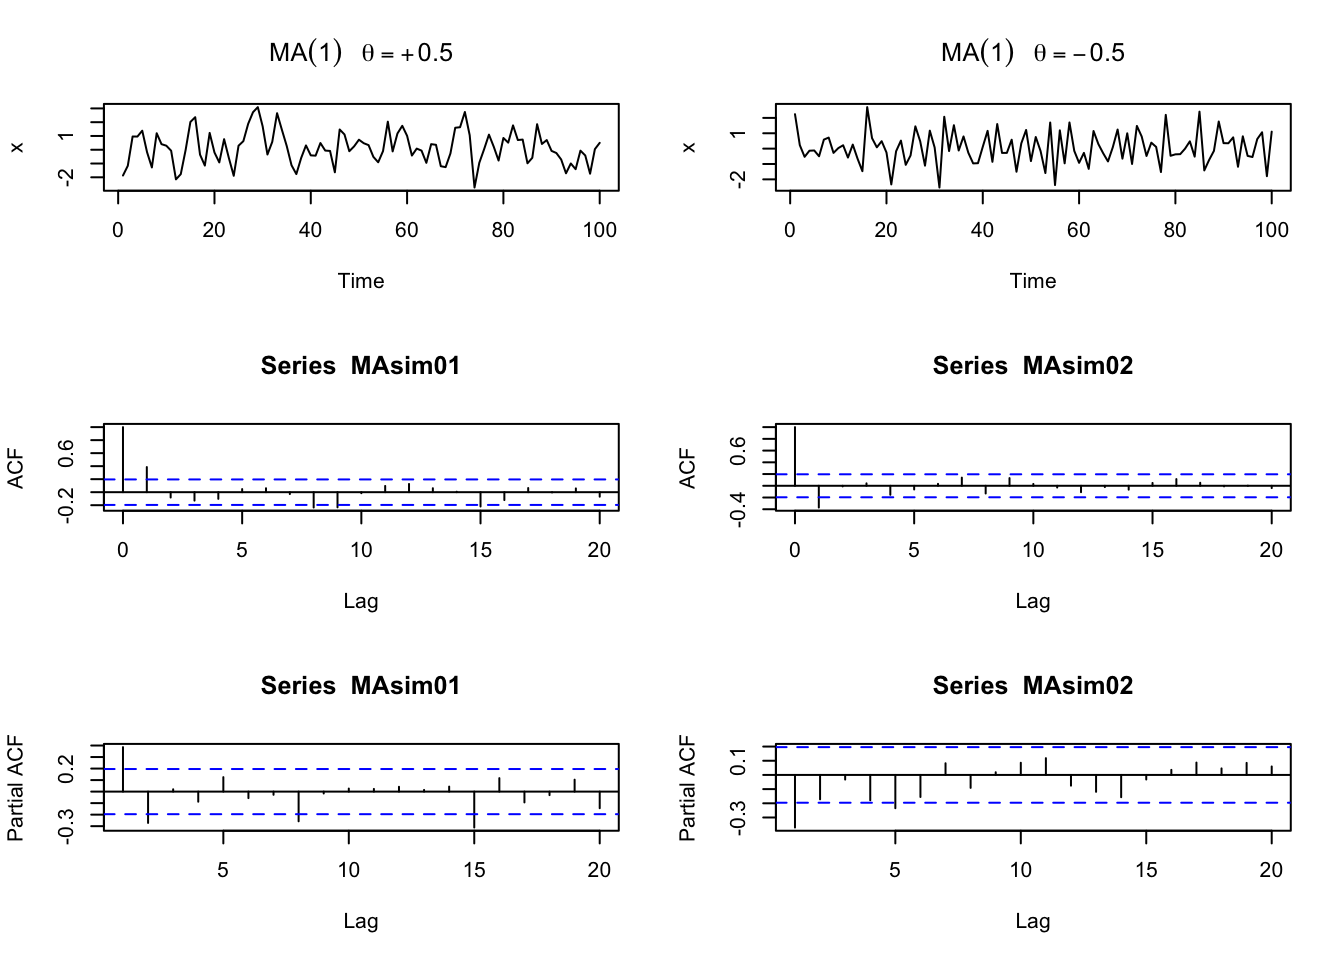 MA(1) θ = +0.5
x
1
-2
0 20 40 60 80 100
Time
MA(1) θ = −0.5
x
1
-2
0 20 40 60 80 100
Time
Series MAsim01
ACF
0.6
-0.2
0 5 10 15 20
Lag
Series MAsim02
ACF
0.6
-0.4
0 5 10 15 20
Lag
Series MAsim01
Partial ACF
0.2
-0.3
5 10 15 20
Lag
Series MAsim02
Partial ACF
0.1
-0.3
5 10 15 20
Lag